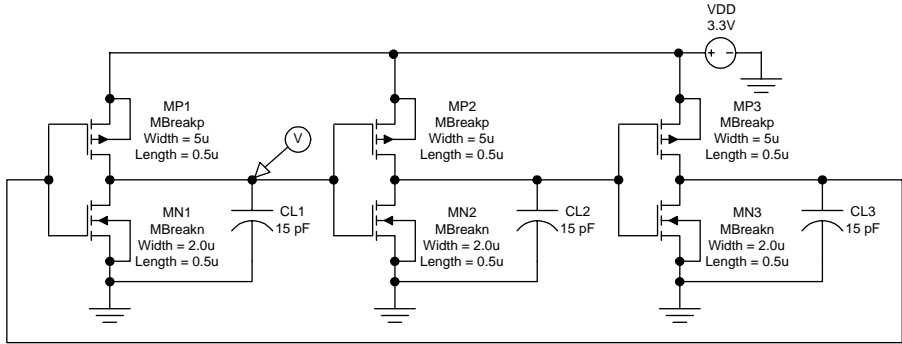 VDD
3.3V
+ -
MP1
MBreakp
Width = 5u
Length = 0.5u
MP2
MBreakp
Width = 5u
Length = 0.5u
MP3
MBreakp
Width = 5u
Length = 0.5u
V
MN1
MBreakn
Width = 2.0u
Length = 0.5u
CL1
15 pF
MN2
MBreakn
Width = 2.0u
Length = 0.5u
CL2
15 pF
MN3
MBreakn
Width = 2.0u
Length = 0.5u
CL3
15 pF